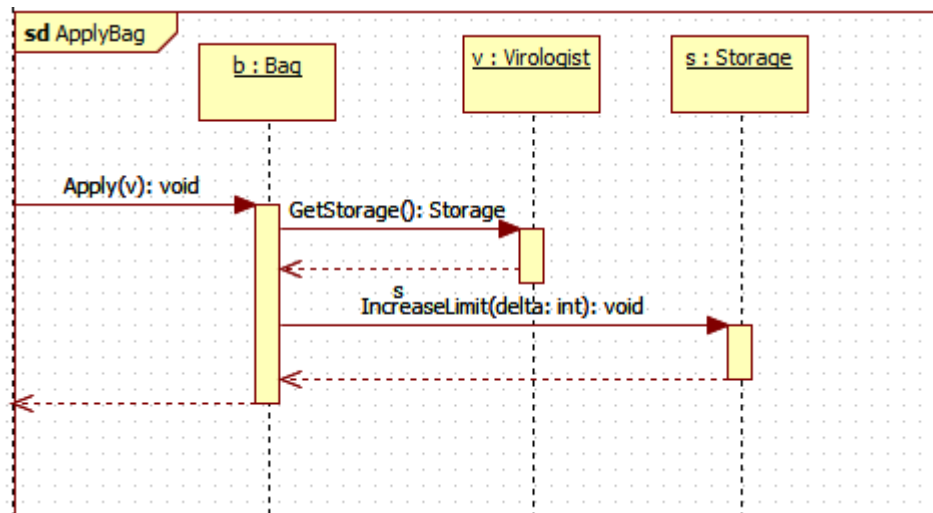 sd ApplyBag
b : Bag
v : Virologist
s : Storage
Apply(v): void
GetStorage(): Storage
s
IncreaseLimit(delta: int): void